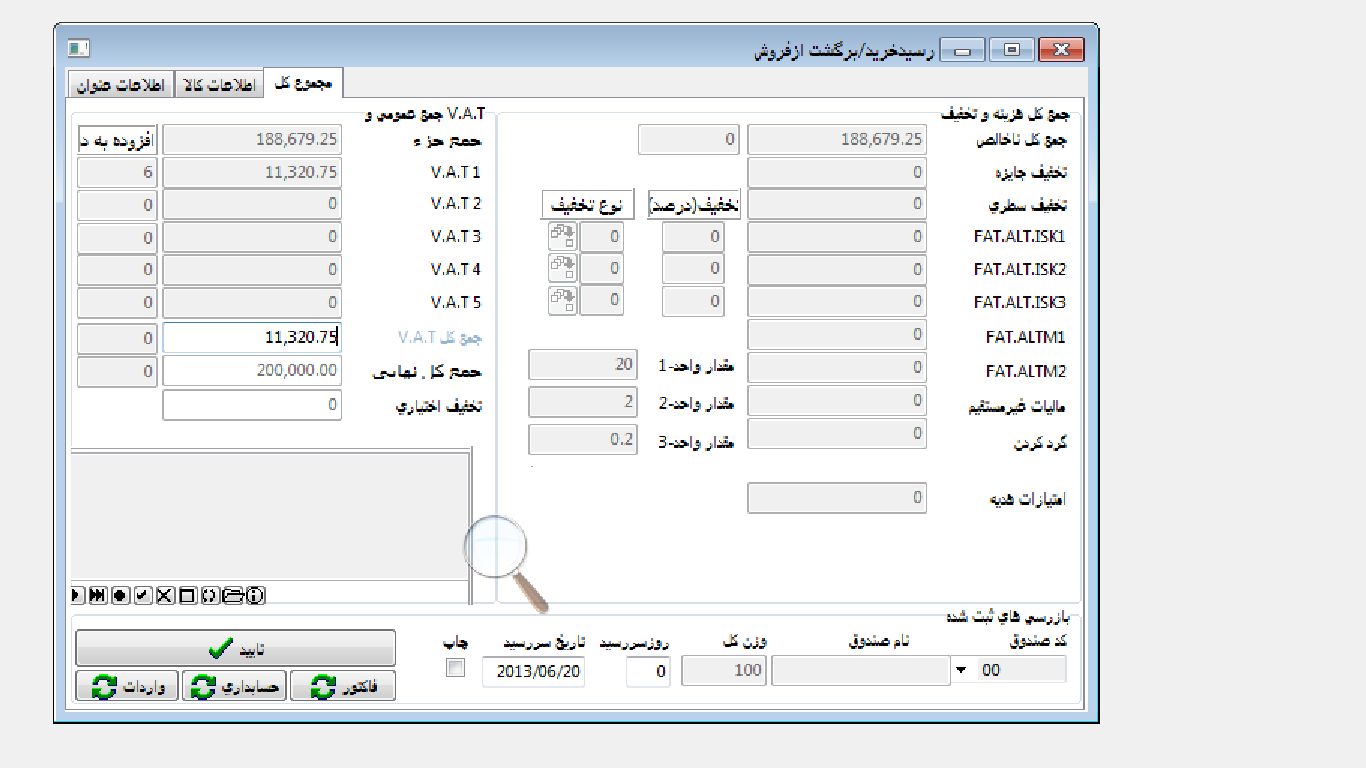 رسیدخرید/برگشت ازفروش
مجموع کل
اطلاعات کالا
اطلاعات عنوان
جمع کل هزینه و تخفیف
جمع کل ناخالص 188,679.25 0
تخفیف جایزه 0
تخفیف سطري 0
تخفیف(درصد)
نوع تخفیف
FAT.ALT.ISK1 0 0 0
FAT.ALT.ISK2 0 0 0
FAT.ALT.ISK3 0 0 0
FAT.ALTM1 0
FAT.ALTM2 0
مالیات غیرمستقیم 0
گرد کردن 0
امتیازات هدیه 0
مقدار واحد-1 20
مقدار واحد-2 2
مقدار واحد-3 0.2
V.A.T جمع عمومي و
جمع جزء 188,679.25 افزوده به د
V.A.T 1 11,320.75 6
V.A.T 2 0 0
V.A.T 3 0 0
V.A.T 4 0 0
V.A.T 5 0 0
جمع کل V.A.T 11,320.75 0
جمع کل نهایی 200,000.00 0
تخفیف اختیاري 0
بازرسي هاي ثبت شده
کد صندوق نام صندوق وزن کل روزسررسید تاریخ سررسید چاپ
00 100 0 2013/06/20
تایید
فاکتور حسابداري واردات